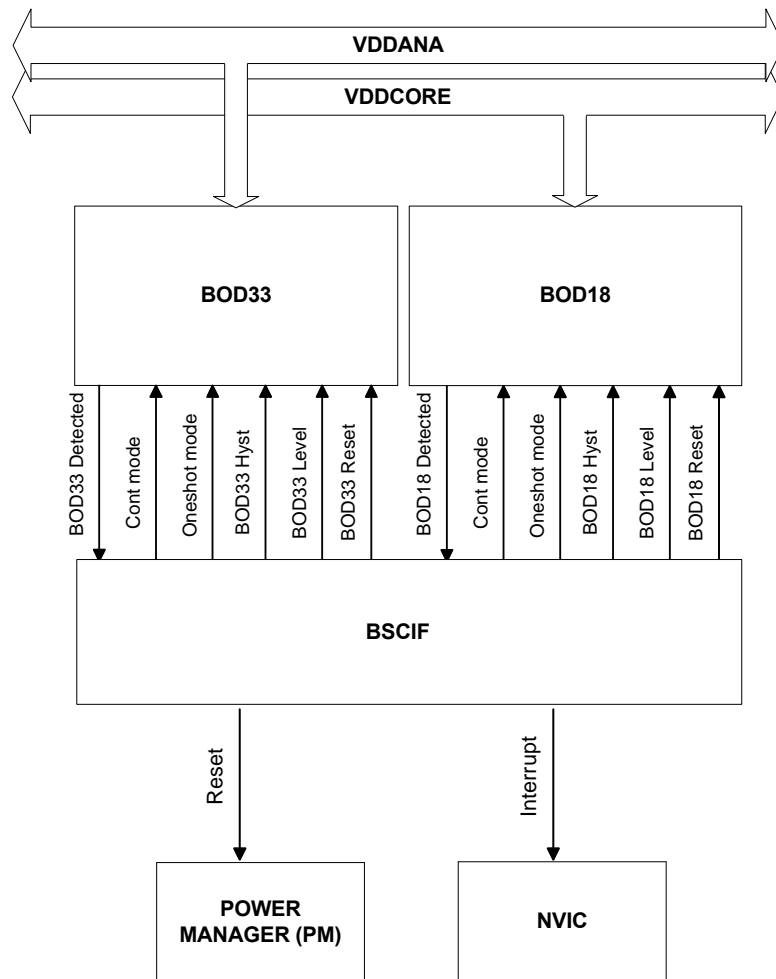 VDDANA
VDDCORE
BOD33
BOD18
BOD33 Detected
Cont mode
Oneshot mode
BOD33 Hyst
BOD33 Level
BOD33 Reset
BOD18 Detected
Cont mode
Oneshot mode
BOD18 Hyst
BOD18 Level
BOD18 Reset
BSCIF
Reset
Interrupt
POWER
MANAGER (PM)
NVIC